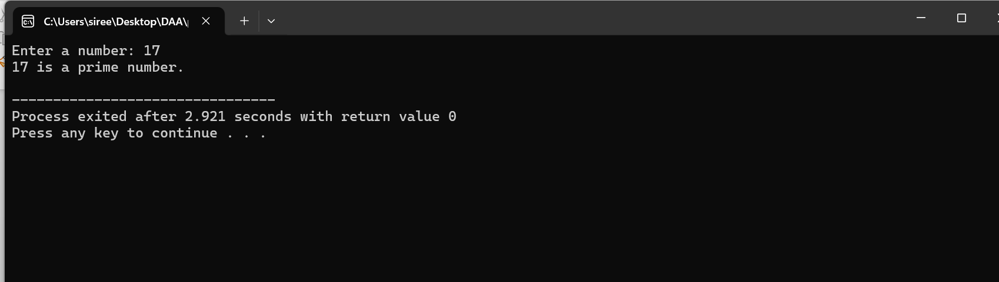 C:\Users\siree\Desktop\DAA\
Enter a number: 17
17 is a prime number.
--------------------------------
Process exited after 2.921 seconds with return value 0
Press any key to continue . . .